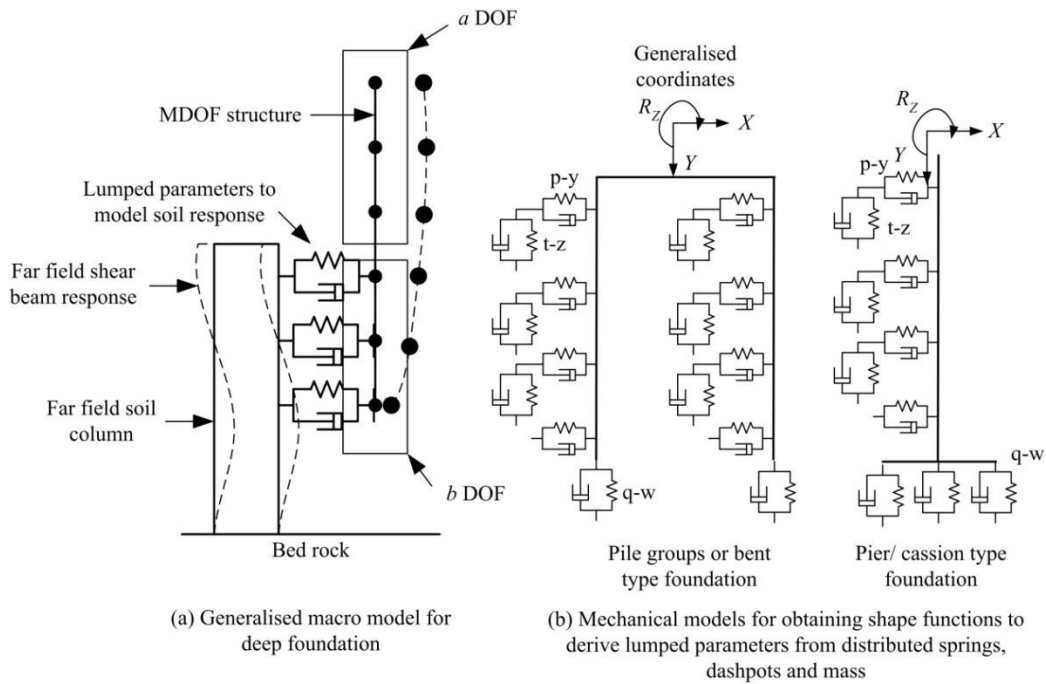 a DOF
MDOF structure
Lumped parameters to
model soil response
Far field shear
beam response
Far field soil
column
b DOF
Bed rock
(a) Generalised macro model for
deep foundation
Generalised
coordinates
R_Z
X
Y
p-y
t-z
q-w
Pile groups or bent
type foundation
R_Z
X
Y
p-y
t-z
q-w
Pier/ cassion type
foundation
(b) Mechanical models for obtaining shape functions to
derive lumped parameters from distributed springs,
dashpots and mass